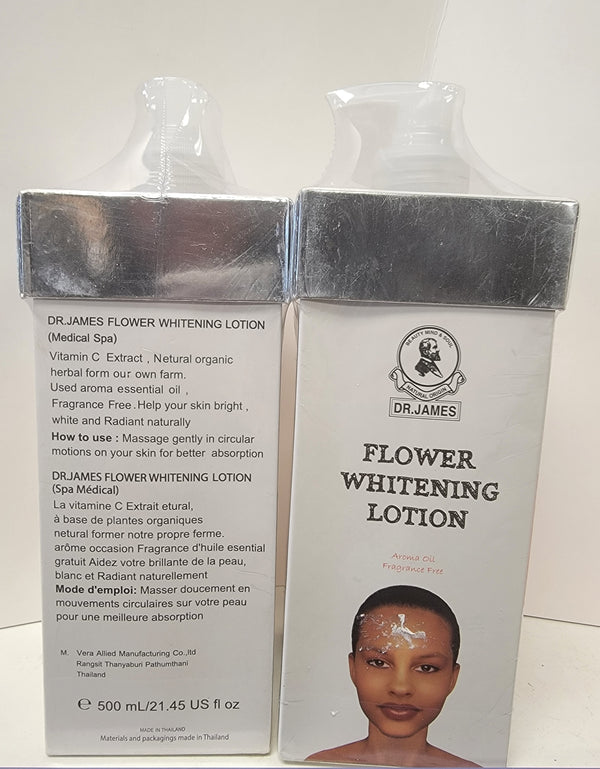 DR.JAMES FLOWER WHITENING LOTION
(Medical Spa)
Vitamin C Extract , Netural organic
herbal form our own farm.
Used aroma essential oil ,
Fragrance Free . Help your skin bright ,
white and Radiant naturally
How to use : Massage gently in circular
motions on your skin for better absorption
DR.JAMES FLOWER WHITENING LOTION
(Spa Médical)
La vitamine C Extrait etural,
à base de plantes organiques
netural former notre propre ferme.
arôme occasion Fragrance d'huile esential
gratuit Aidez votre brillante de la peau,
blanc et Radiant naturellement
Mode d'emploi: Masser doucement en
mouvements circulaires sur votre peau
pour une meilleure absorption
M. Vera Allied Manufacturing Co.,ltd
Rangsit Thanyaburi Pathumthani
Thailand
℮ 500 mL/21.45 US fl oz
MADE IN THAILAND
Materials and packagings made in Thailand
BEAUTY MIND & SOUL
NATURAL ORIGIN
DR.JAMES
FLOWER
WHITENING
LOTION
Aroma Oil
Fragrance Free